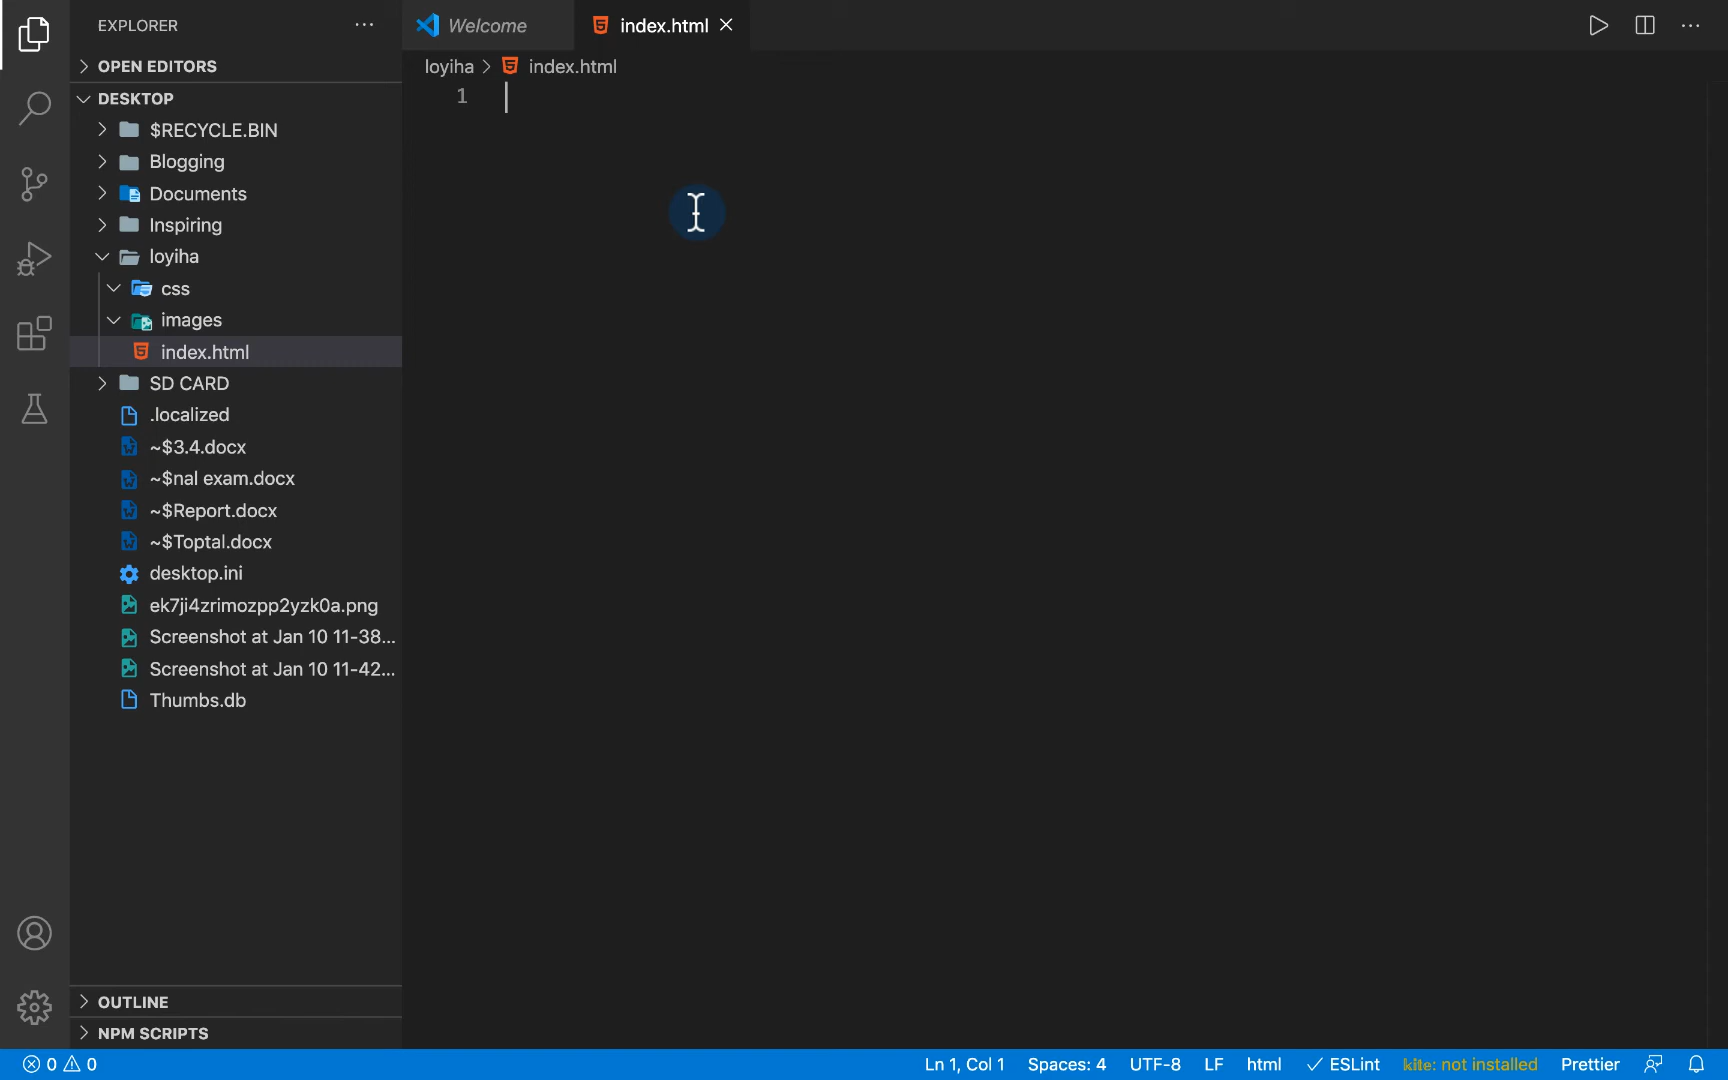 EXPLORER
Welcome
index.html
OPEN EDITORS
loyiha > index.html
DESKTOP
1
$RECYCLE.BIN
Blogging
Documents
Inspiring
loyiha
css
images
index.html
SD CARD
.localized
~$3.4.docx
~$nal exam.docx
~$Report.docx
~$Toptal.docx
desktop.ini
ek7ji4zrimozpp2yzk0a.png
Screenshot at Jan 10 11-38...
Screenshot at Jan 10 11-42...
Thumbs.db
OUTLINE
NPM SCRIPTS
0 0 Ln 1, Col 1 Spaces: 4 UTF-8 LF html ESLint kite: not installed Prettier